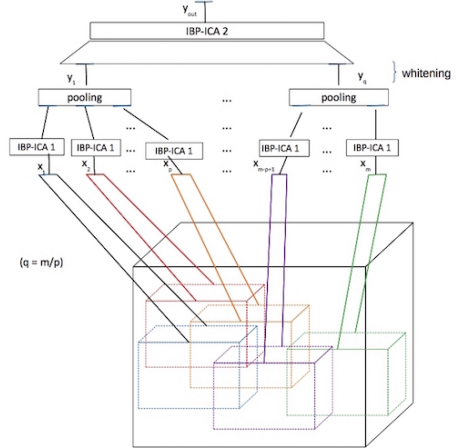 y_out
IBP-ICA 2
y_1
y_q
whitening
pooling
...
pooling
...
...
...
IBP-ICA 1
IBP-ICA 1
IBP-ICA 1
...
IBP-ICA 1
...
IBP-ICA 1
x_1
x_2
...
x_p
...
x_m-p+1
...
x_m
(q = m/p)